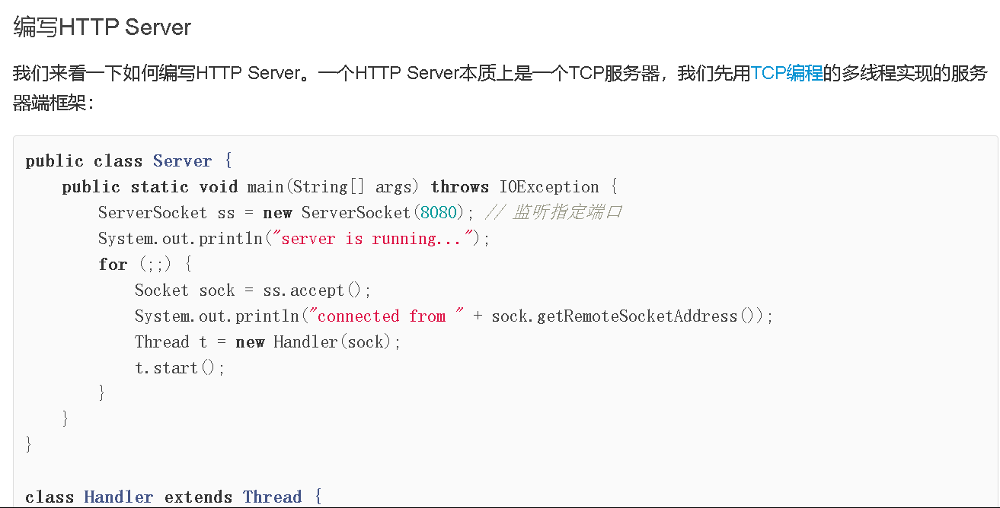 编写HTTP Server
我们来看一下如何编写HTTP Server。一个HTTP Server本质上是一个TCP服务器，我们先用TCP编程的多线程实现的服务
器端框架：
public class Server {
    public static void main(String[] args) throws IOException {
        ServerSocket ss = new ServerSocket(8080); // 监听指定端口
        System.out.println("server is running...");
        for (;;) {
            Socket sock = ss.accept();
            System.out.println("connected from " + sock.getRemoteSocketAddress());
            Thread t = new Handler(sock);
            t.start();
        }
    }
}
class Handler extends Thread {